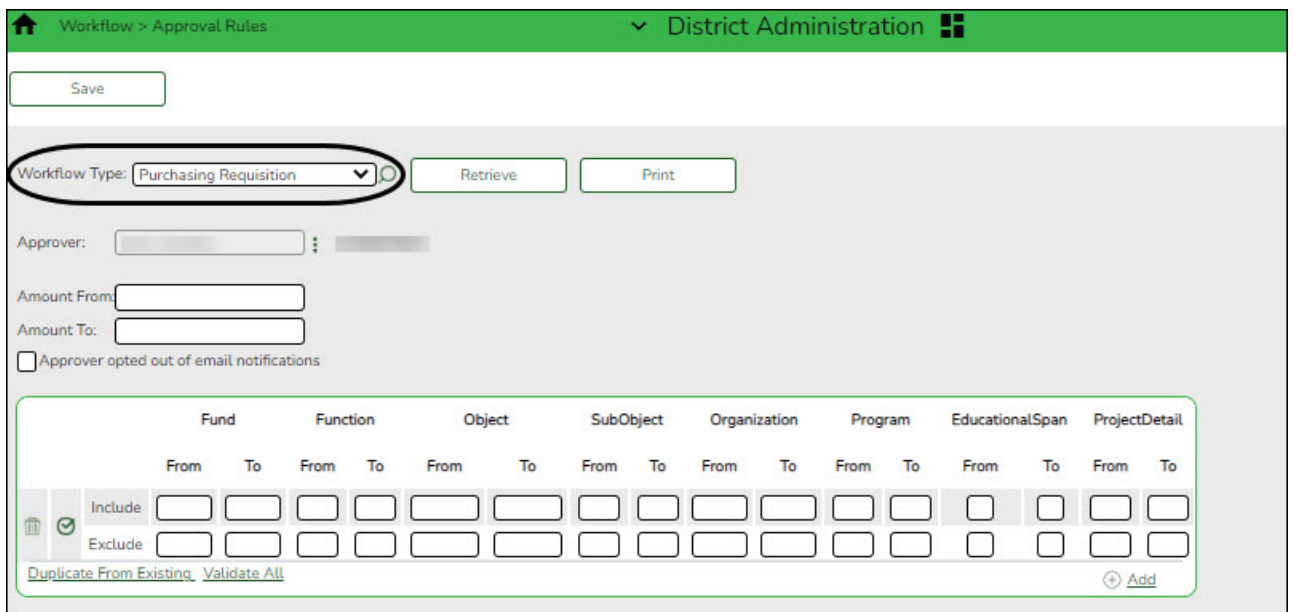 Workflow > Approval Rules District Administration
Save
Workflow Type: Purchasing Requisition Retrieve Print
Approver:
Amount From:
Amount To:
Approver opted out of email notifications
Fund Function Object SubObject Organization Program EducationalSpan ProjectDetail
From To From To From To From To From To From To From To From To
Include
Exclude
Duplicate From Existing Validate All Add